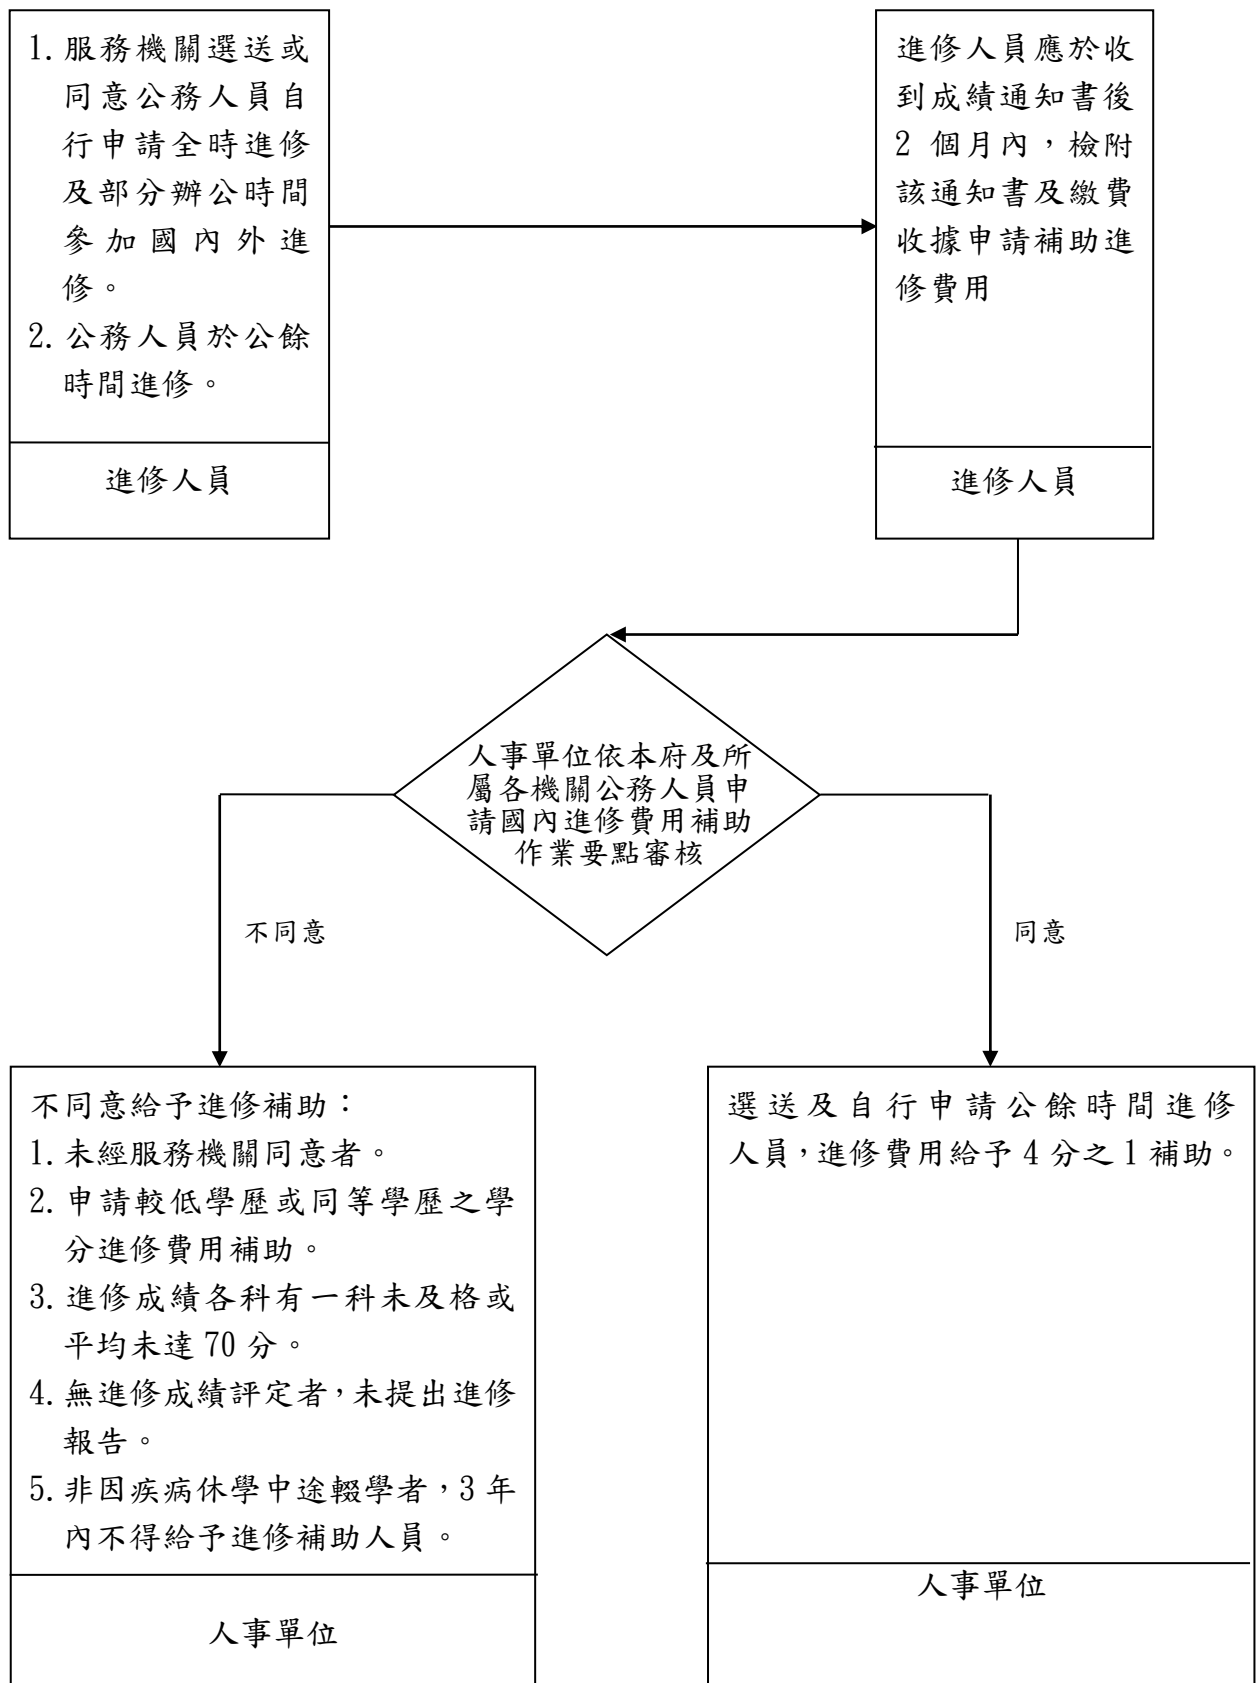 1. 服務機關選送或
同意公務人員自
行申請全時進修
及部分辦公時間
參加國內外進
修。
2. 公務人員於公餘
時間進修。
進修人員
進修人員應於收
到成績通知書後
2 個月內，檢附
該通知書及繳費
收據申請補助進
修費用
進修人員
人事單位依本府及所
屬各機關公務人員申
請國內進修費用補助
作業要點審核
不同意
同意
不同意給予進修補助：
1. 未經服務機關同意者。
2. 申請較低學歷或同等學歷之學
分進修費用補助。
3. 進修成績各科有一科未及格或
平均未達 70 分。
4. 無進修成績評定者，未提出進修
報告。
5. 非因疾病休學中途輟學者，3 年
內不得給予進修補助人員。
人事單位
選送及自行申請公餘時間進修
人員，進修費用給予 4 分之 1 補助。
人事單位